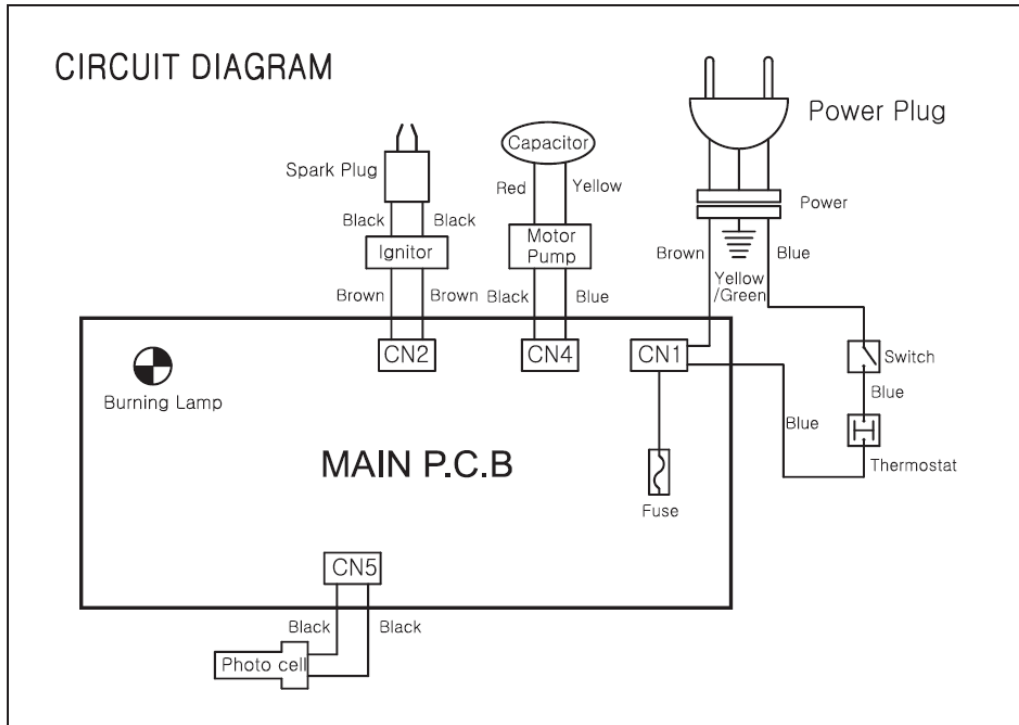 CIRCUIT DIAGRAM
Power Plug
Capacitor
Spark Plug
Red
Yellow
Power
Black
Black
Ignitor
Motor
Pump
Brown
Blue
Yellow
/Green
Brown
Brown
Black
Blue
CN2
CN4
CN1
Switch
Burning Lamp
Blue
Blue
MAIN P.C.B
Thermostat
Fuse
CN5
Black
Black
Photo cell